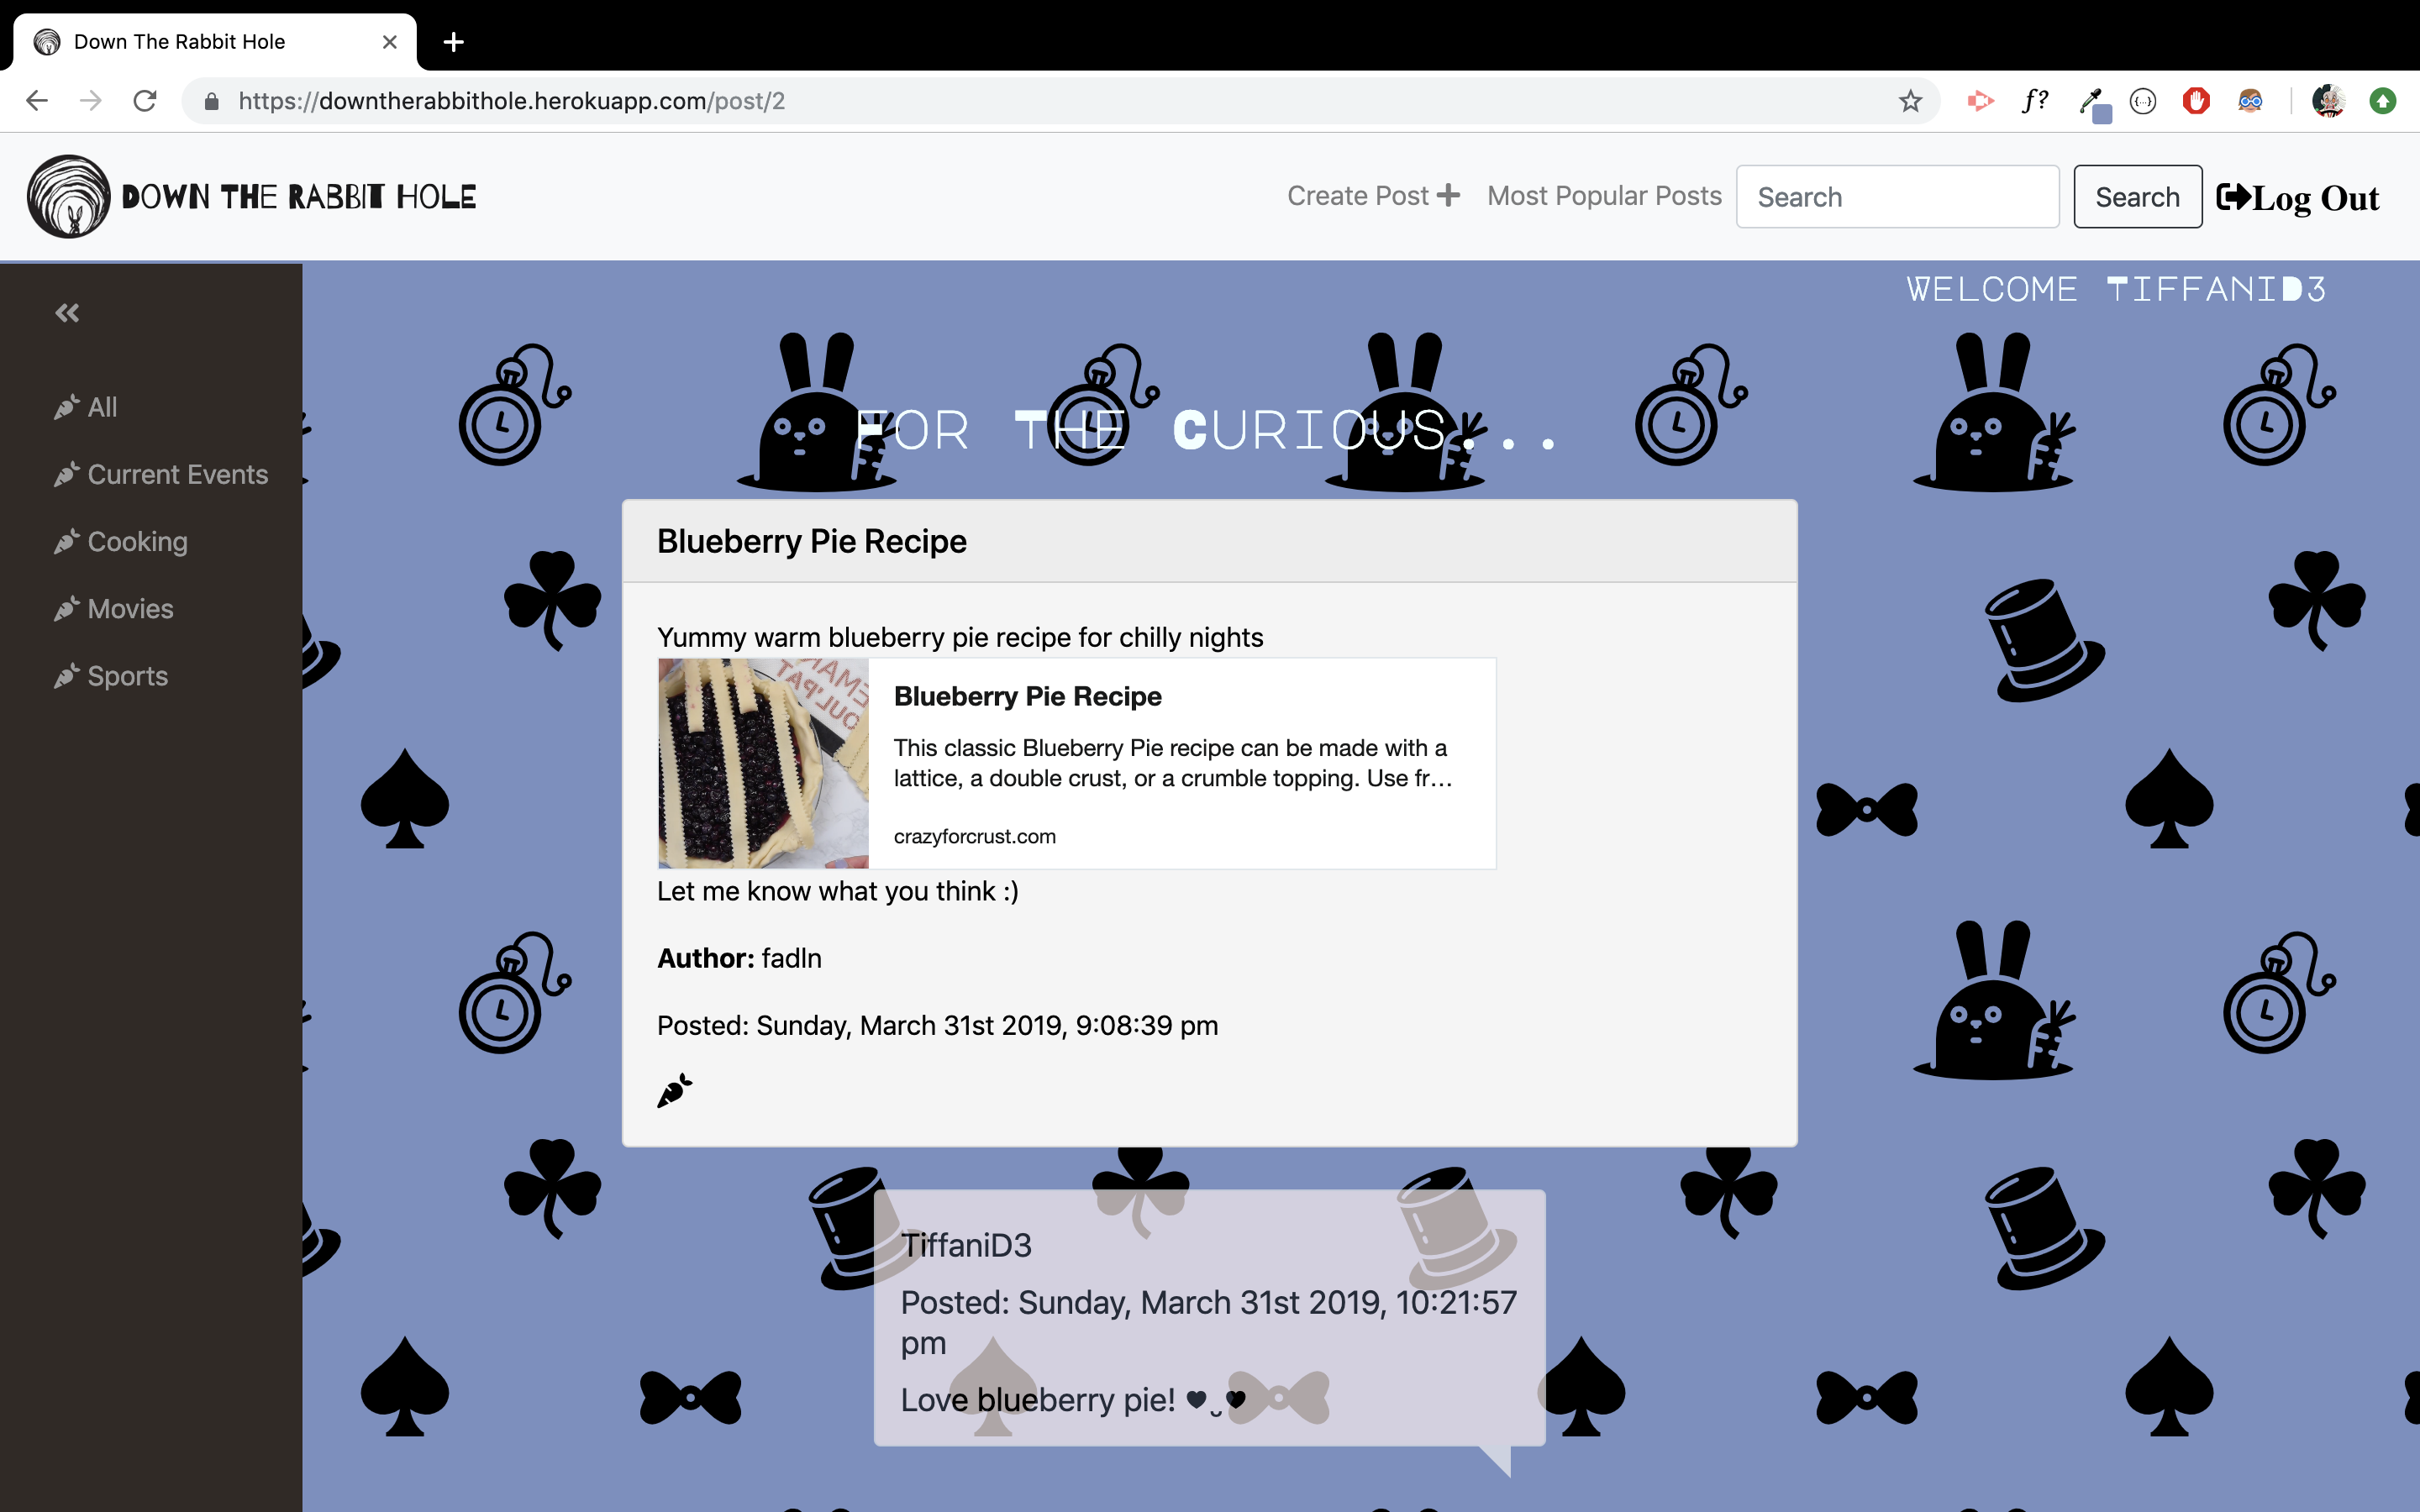 Down The Rabbit Hole
https://downtherabbithole.herokuapp.com/post/2
f?
DOWN THE RABBIT HOLE
Create Post
Most Popular Posts
Search
Search
Log Out
WELCOME TIFFANID3
All
Current Events
Cooking
Movies
Sports
FOR THE CURIOUS...
Blueberry Pie Recipe
Yummy warm blueberry pie recipe for chilly nights
Blueberry Pie Recipe
This classic Blueberry Pie recipe can be made with a
lattice, a double crust, or a crumble topping. Use fr...
crazyforcrust.com
Let me know what you think :)
Author: fadln
Posted: Sunday, March 31st 2019, 9:08:39 pm
TiffaniD3
Posted: Sunday, March 31st 2019, 10:21:57
pm
Love blueberry pie! ♥ᴗ♥